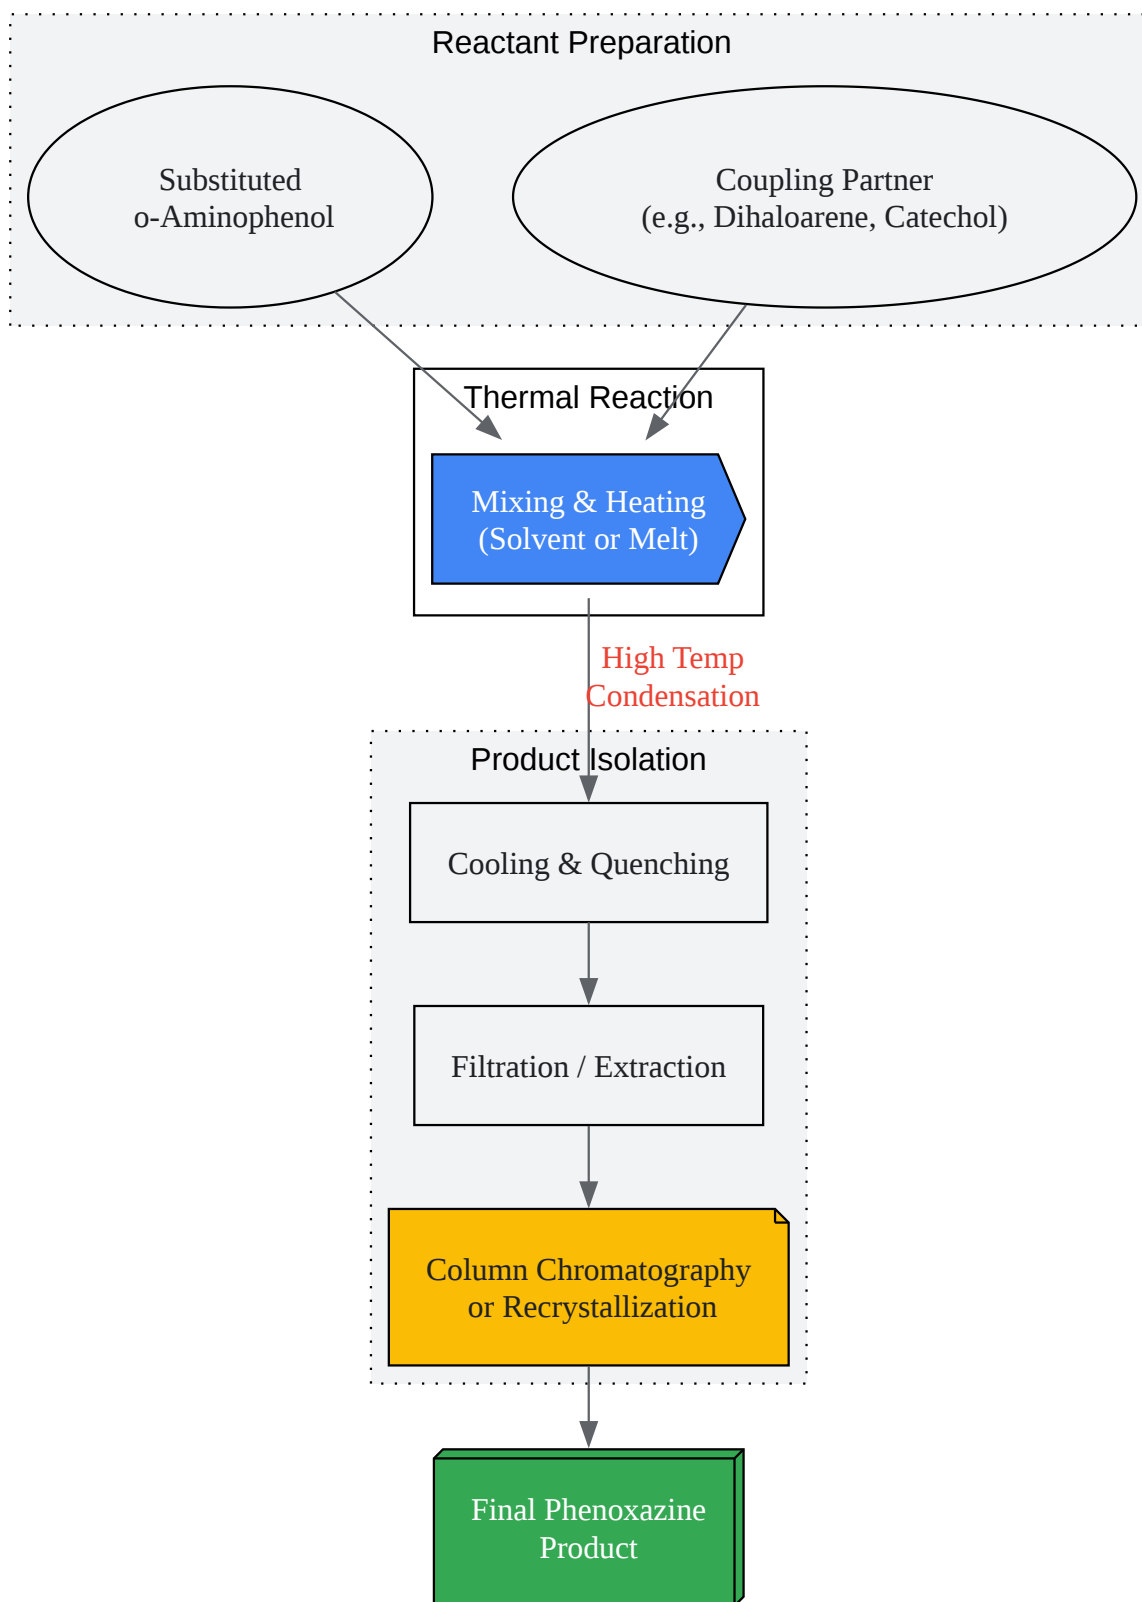 Reactant Preparation
Substituted
o-Aminophenol
Coupling Partner
(e.g., Dihaloarene, Catechol)
Thermal Reaction
Mixing & Heating
(Solvent or Melt)
High Temp
Condensation
Product Isolation
Cooling & Quenching
Filtration / Extraction
Column Chromatography
or Recrystallization
Final Phenoxazine
Product